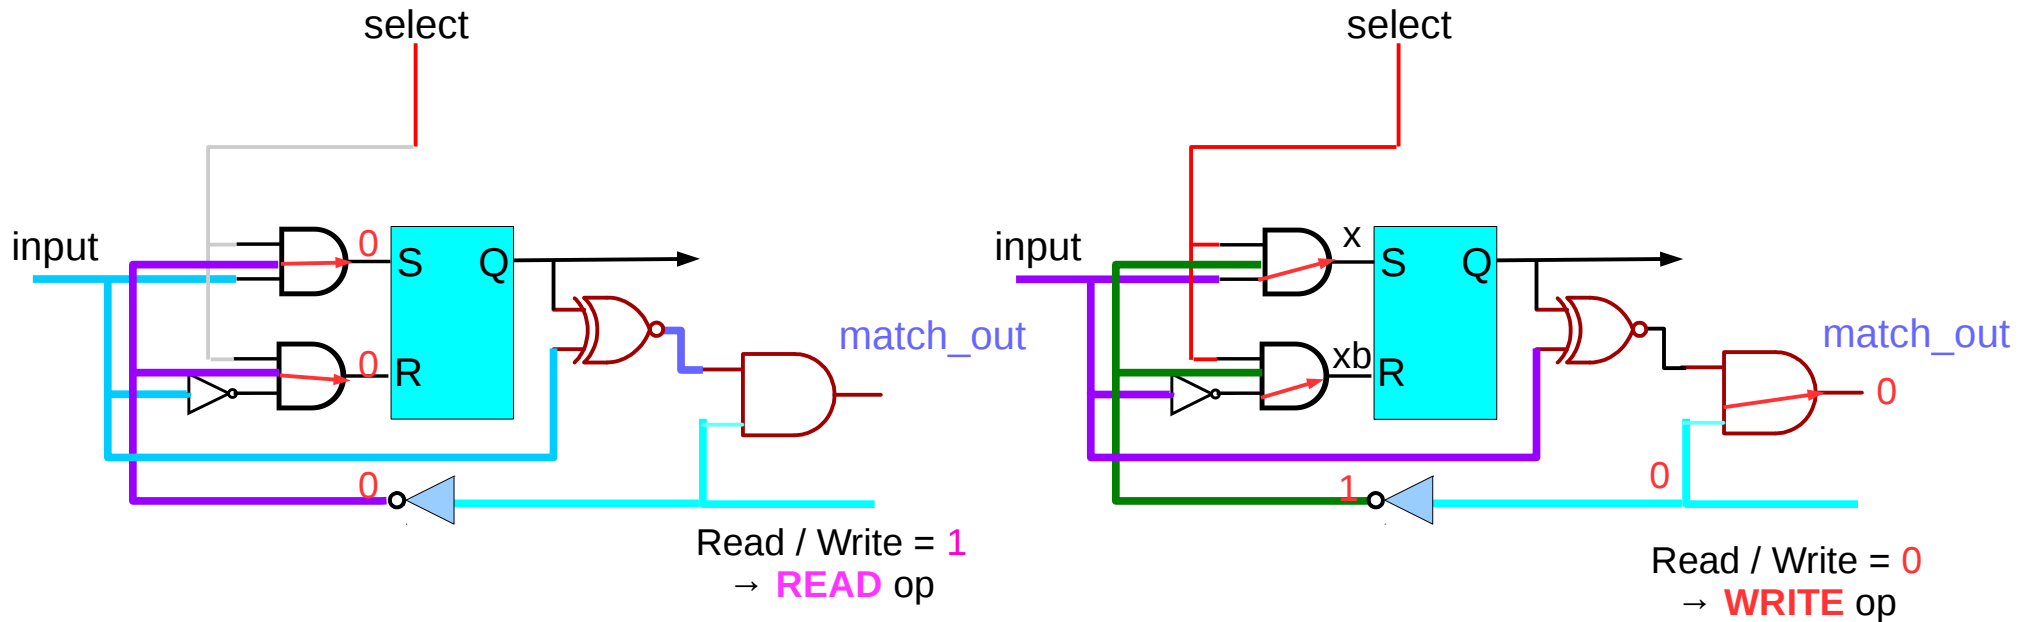 select
input
0
S
Q
0
R
match_out
0
Read / Write = 1
→ READ op
select
input
x
S
Q
xb
R
match_out
0
1
0
Read / Write = 0
→ WRITE op